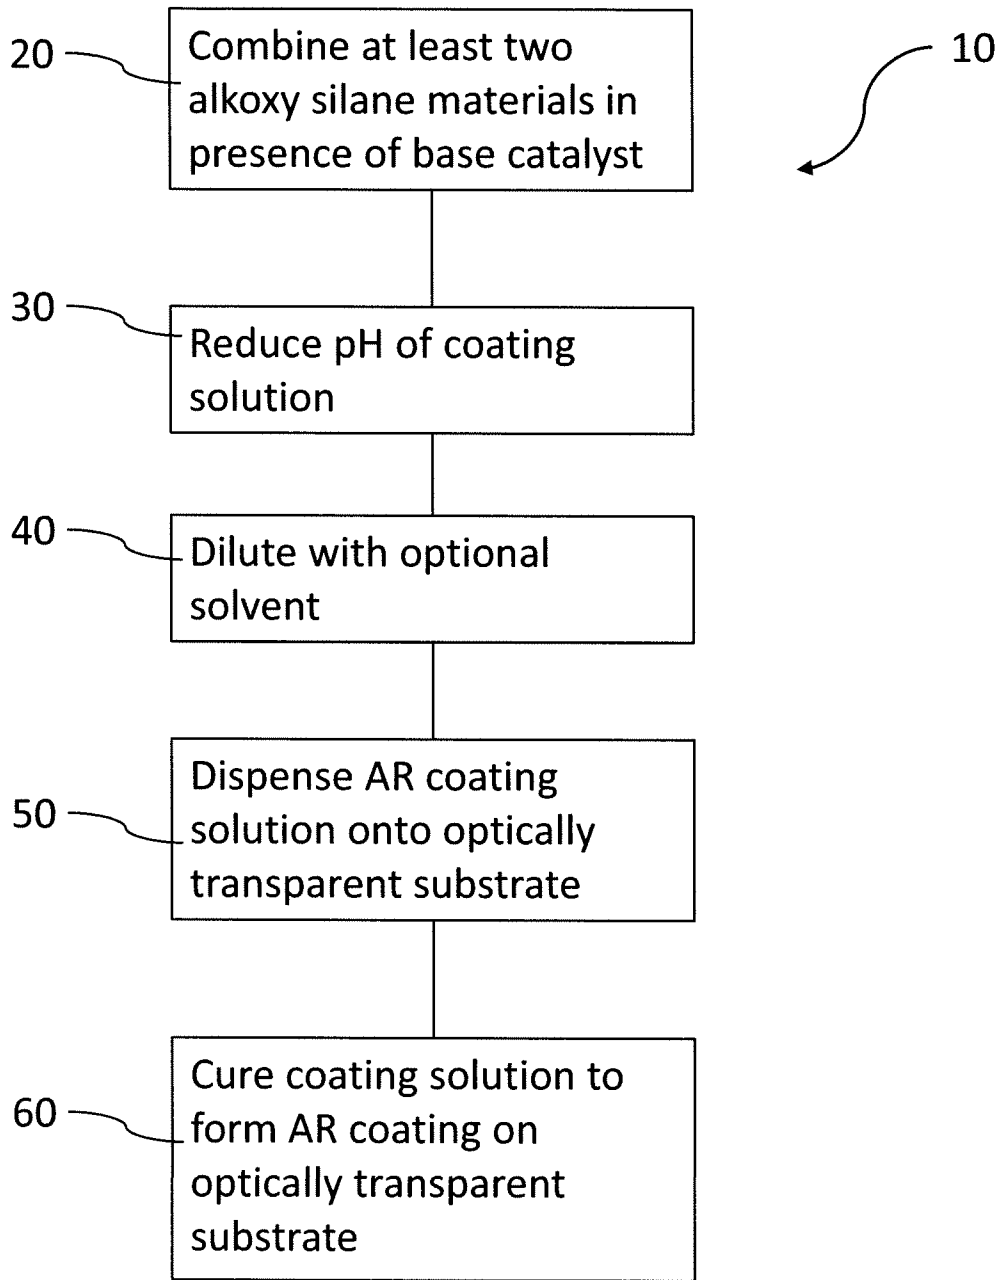 10
20
Combine at least two
alkoxy silane materials in
presence of base catalyst
30
Reduce pH of coating
solution
40
Dilute with optional
solvent
50
Dispense AR coating
solution onto optically
transparent substrate
60
Cure coating solution to
form AR coating on
optically transparent
substrate